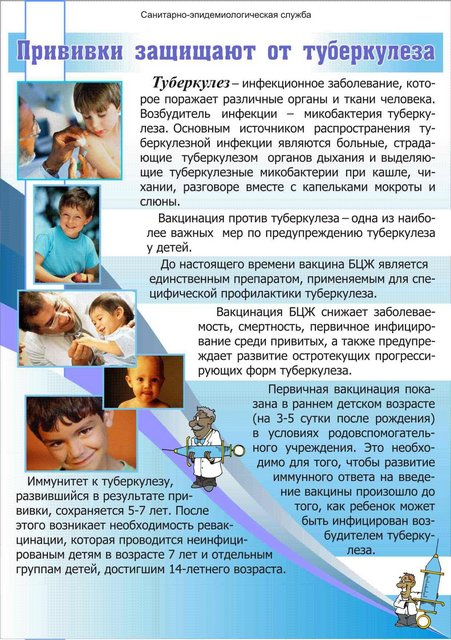 Санитарно-эпидемиологическая служба
Прививки защищают от туберкулеза
Туберкулез – инфекционное заболевание, кото-
рое поражает различные органы и ткани человека.
Возбудитель инфекции – микобактерия туберку-
леза. Основным источником распространения ту-
беркулезной инфекции являются больные, страда-
ющие туберкулезом органов дыхания и выделяю-
щие туберкулезные микобактерии при кашле, чи-
хании, разговоре вместе с капельками мокроты и
слюны.
Вакцинация против туберкулеза – одна из наибо-
лее важных мер по предупреждению туберкулеза
у детей.
До настоящего времени вакцина БЦЖ является
единственным препаратом, применяемым для спе-
цифической профилактики туберкулеза.
Вакцинация БЦЖ снижает заболевае-
мость, смертность, первичное инфициро-
вание среди привитых, а также предупре-
ждает развитие остротекущих прогресси-
рующих форм туберкулеза.
Первичная вакцинация пока-
зана в раннем детском возрасте
(на 3-5 сутки после рождения)
в условиях родовспомогатель-
ного учреждения. Это необхо-
димо для того, чтобы развитие
иммунного ответа на введе-
ние вакцины произошло до
того, как ребенок может
быть инфицирован воз-
будителем туберку-
леза.
Иммунитет к туберкулезу,
развившийся в результате при-
вивки, сохраняется 5-7 лет. После
этого возникает необходимость ревак-
цинации, которая проводится неинфици-
рованым детям в возрасте 7 лет и отдельным
группам детей, достигшим 14-летнего возраста.